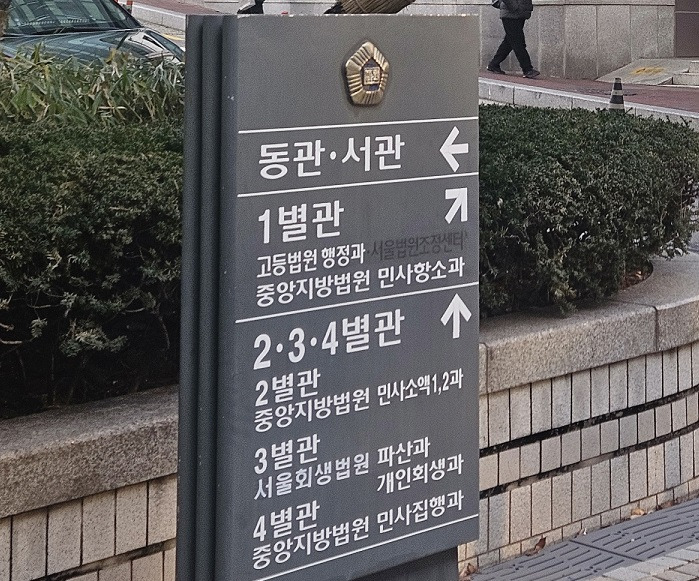 동관·서관 ←
1별관 ↗
고등법원 행정과·서울법원조정센터
중앙지방법원 민사항소과
2·3·4별관 ↑
2별관
중앙지방법원 민사소액1,2과
3별관
서울회생법원 파산과
개인회생과
4별관
중앙지방법원 민사집행과